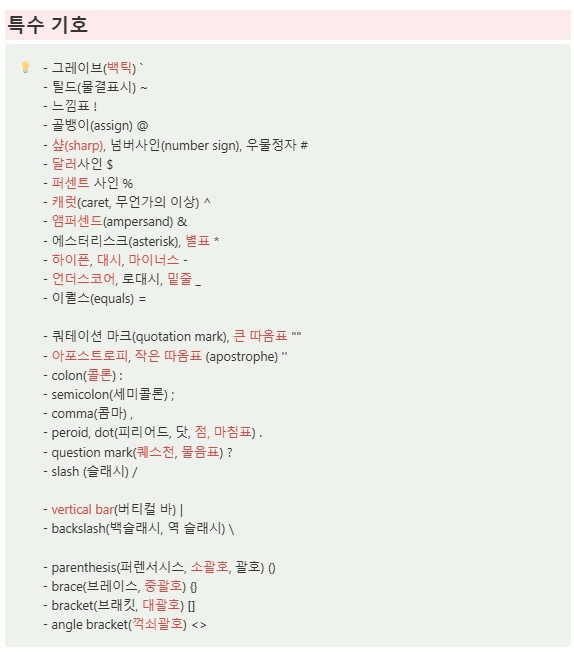 특수 기호
- 그레이브(백틱) `
- 틸드(물결표시) ~
- 느낌표 !
- 골뱅이(assign) @
- 샾(sharp), 넘버사인(number sign), 우물정자 #
- 달러사인 $
- 퍼센트 사인 %
- 캐럿(caret, 무언가의 이상) ^
- 앰퍼센드(ampersand) &
- 에스터리스크(asterisk), 별표 *
- 하이픈, 대시, 마이너스 -
- 언더스코어, 로대시, 밑줄 _
- 이퀄스(equals) =
- 쿼테이션 마크(quotation mark), 큰 따옴표 ""
- 아포스트로피, 작은 따옴표 (apostrophe) ''
- colon(콜론) :
- semicolon(세미콜론) ;
- comma(콤마) ,
- peroid, dot(피리어드, 닷, 점, 마침표) .
- question mark(퀘스천, 물음표) ?
- slash (슬래시) /
- vertical bar(버티컬 바) |
- backslash(백슬래시, 역 슬래시) \
- parenthesis(퍼렌서시스, 소괄호, 괄호) ()
- brace(브레이스, 중괄호) {}
- bracket(브래킷, 대괄호) []
- angle bracket(꺽쇠괄호) <>